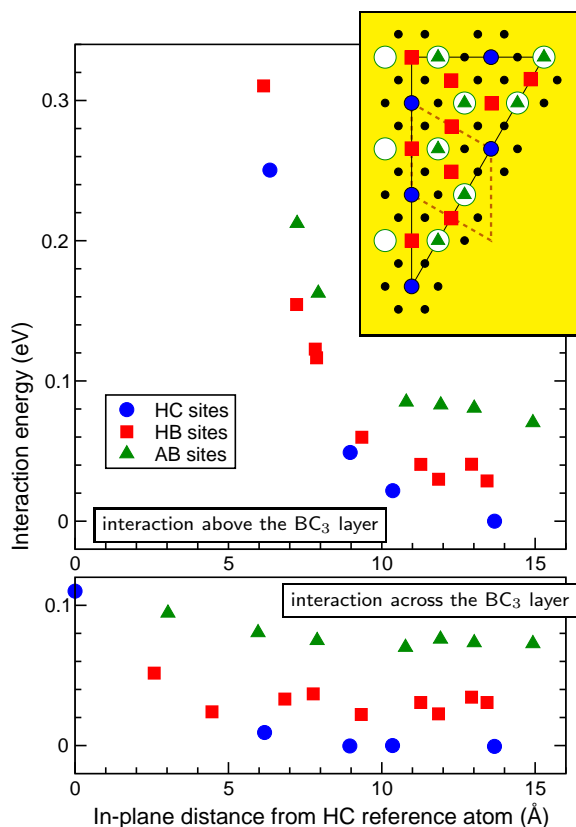 0.3
0.2
0.1
0
Interaction energy (eV)
HC sites
HB sites
AB sites
interaction above the BC₃ layer
0 5 10 15
interaction across the BC₃ layer
0.1
0
0 5 10 15
In-plane distance from HC reference atom (Å)